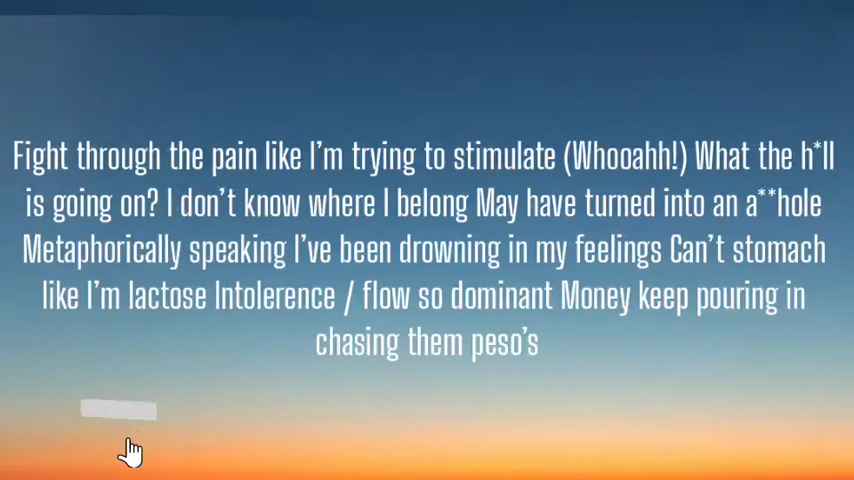 Fight through the pain like I'm trying to stimulate (Whooahh!) What the h*ll
is going on? I don't know where I belong May have turned into an a**hole
Metaphorically speaking I've been drowning in my feelings Can't stomach
like I'm lactose Intolerence / flow so dominant Money keep pouring in
chasing them peso's